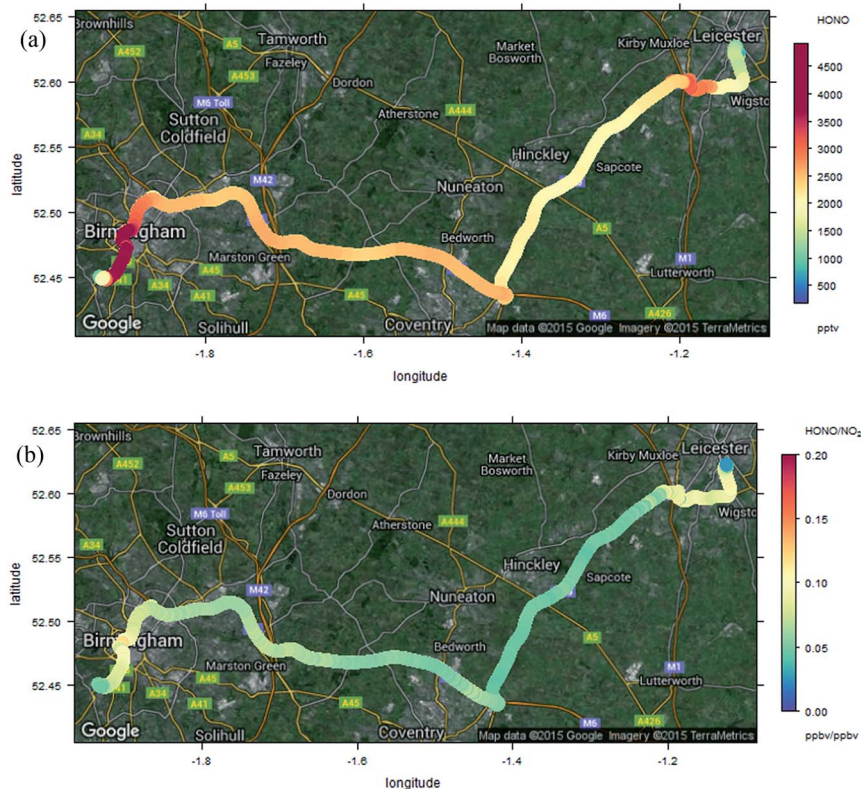 (a)
HONO
52.65
52.60
52.55
52.50
52.45
latitude
Brownhills
A452
A5
Tamworth
Fazeley
A453
Dordon
M6 Toll
Market
Bosworth
Kirby Muxloe
Leicester
Wigsto
A34
Sutton
Coldfield
Atherstone
A444
Hinckley
Sapcote
M42
Nuneaton
A5
Birmingham
Marston Green
Bedworth
A45
M1
Lutterworth
A34
A41
A41
Solihull
A45
Coventry
M6
A426
Google
Map data ©2015 Google Imagery ©2015 TerraMetrics
-1.8
-1.6
-1.4
-1.2
longitude
4500
4000
3500
3000
2500
2000
1500
1000
500
pptv
(b)
HONO/NO2
52.65
52.60
52.55
52.60
52.45
latitude
Brownhills
A452
A5
Tamworth
Fazeley
A453
Dordon
M6 Toll
Market
Bosworth
Kirby Muxloe
Leicester
Wigsto
A34
Sutton
Coldfield
Atherstone
A444
Hinckley
Sapcote
M42
Nuneaton
A5
Birmingham
Marston Green
Bedworth
A45
M1
Lutterworth
A34
A41
A41
Solihull
A45
Coventry
M6
A426
Google
Map data ©2015 Google Imagery ©2015 TerraMetrics
-1.8
-1.6
-1.4
-1.2
longitude
0.20
0.15
0.10
0.05
0.00
ppbv/ppbv